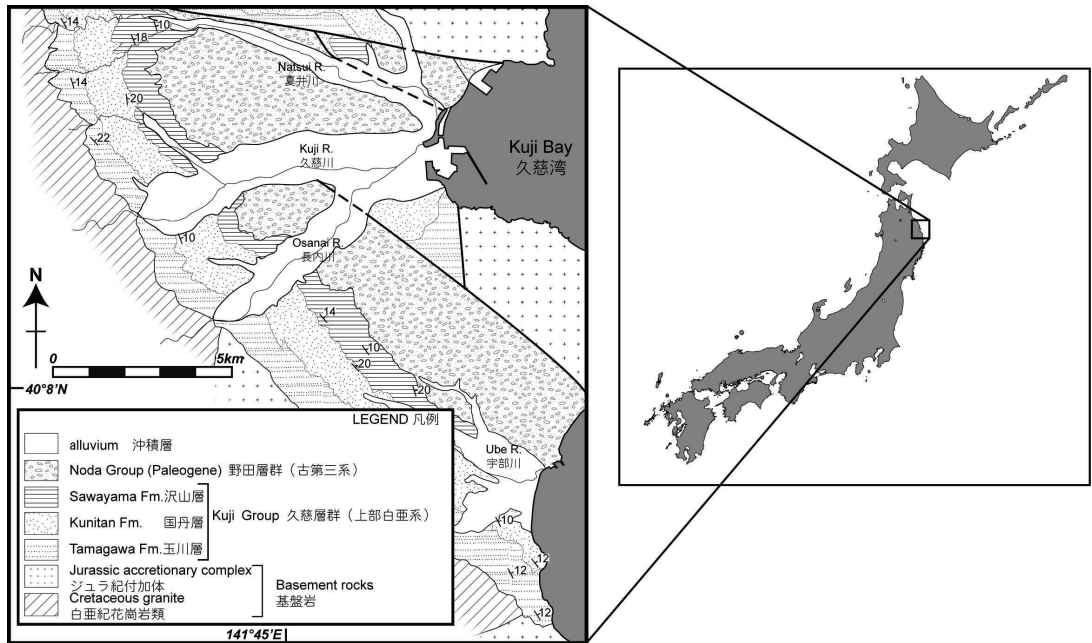 14
10
18
Natsui R.
夏井川
14
20
22
Kuji R.
久慈川
Kuji Bay
久慈湾
10
Osanai R.
長内川
N
14
10
0
5km
20
40°8'N
20
LEGEND 凡例
alluvium 沖積層
Noda Group (Paleogene) 野田層群（古第三系）
Ube R.
宇部川
Sawayama Fm.沢山層
Kunitan Fm. 国丹層
Kuji Group 久慈層群（上部白亜系）
Tamagawa Fm.玉川層
10
12
12
Jurassic accretionary complex
ジュラ紀付加体
Basement rocks
基盤岩
Cretaceous granite
白亜紀花崗岩類
12
141°45'E